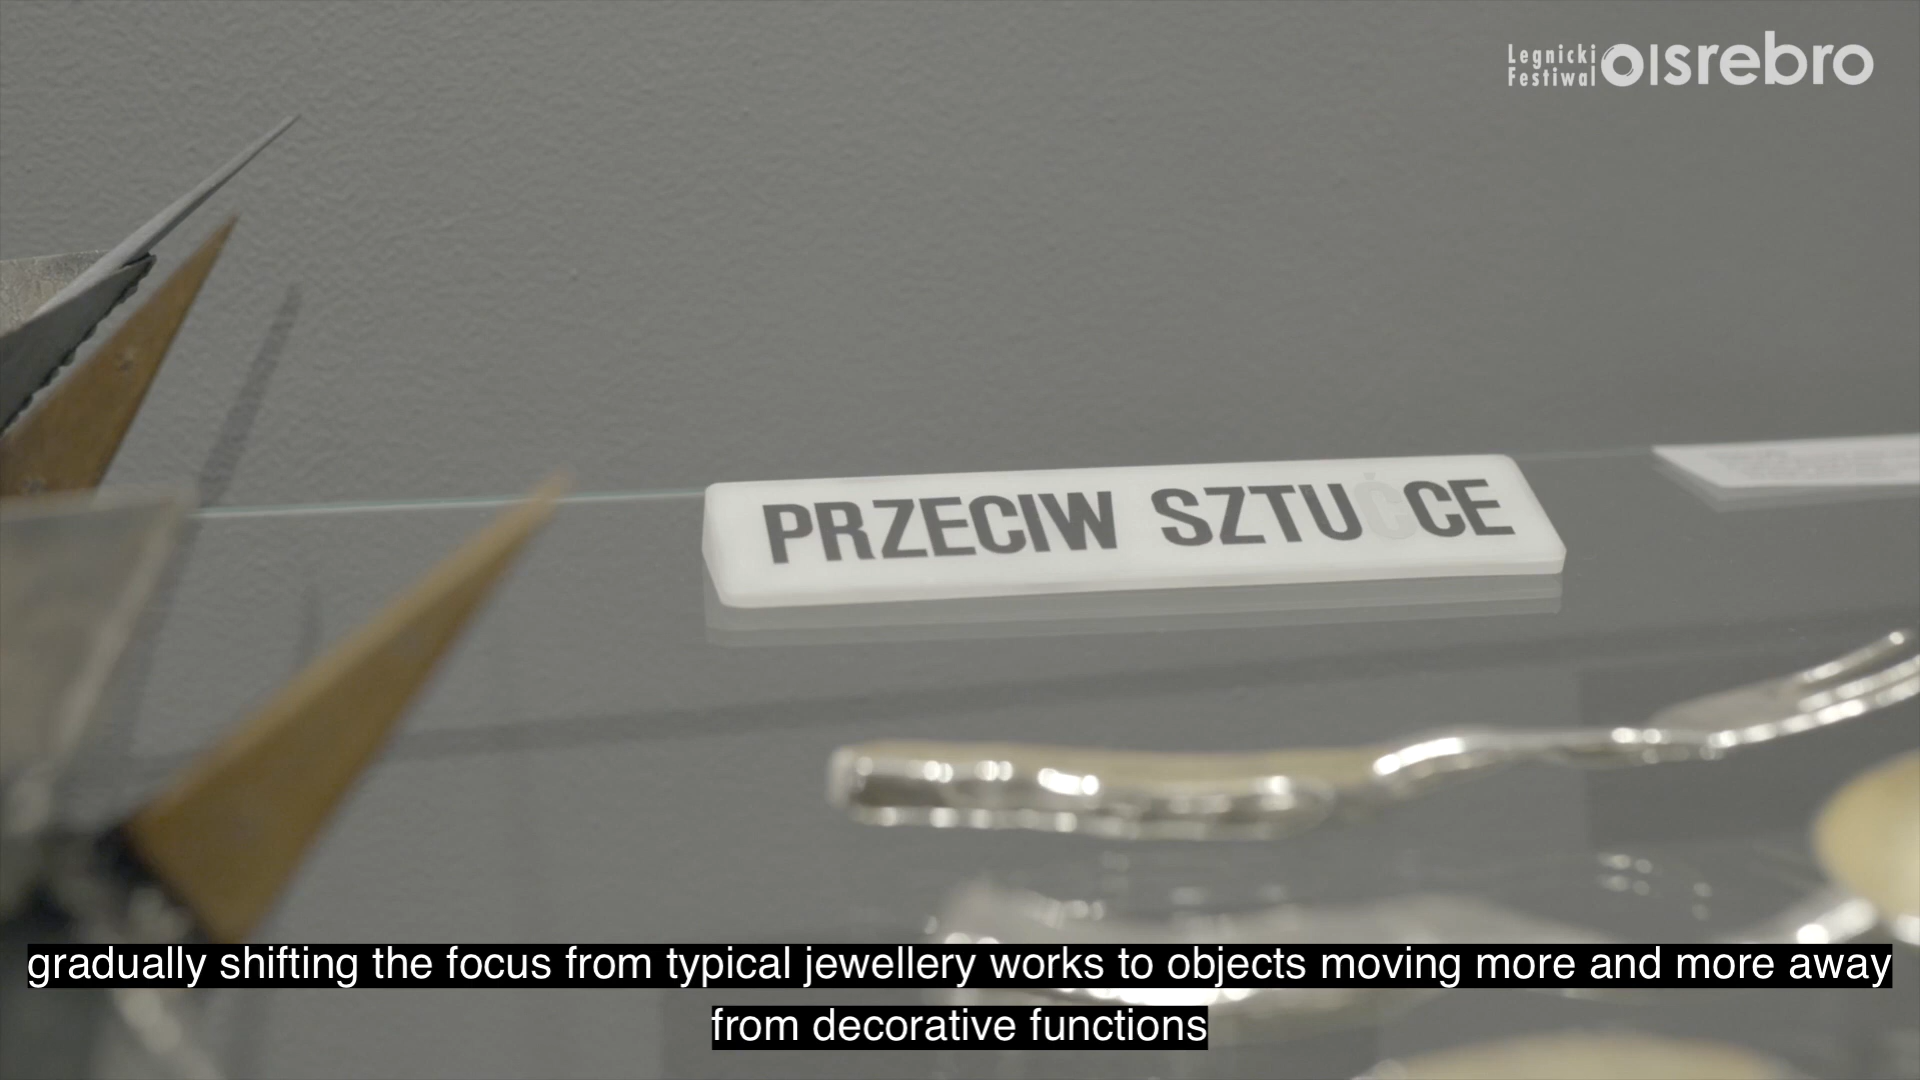 Legnicki
Festiwal srebro
PRZECIW SZTUĆCE
gradually shifting the focus from typical jewellery works to objects moving more and more away
from decorative functions